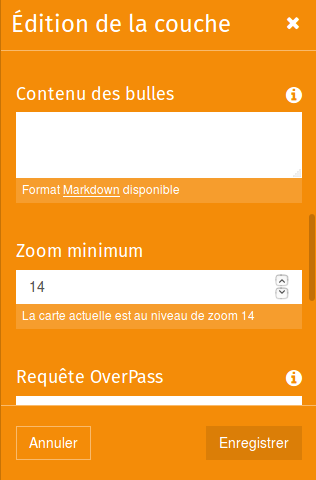 Édition de la couche
Contenu des bulles
Format Markdown disponible
Zoom minimum
14
La carte actuelle est au niveau de zoom 14
Requête OverPass
Annuler
Enregistrer